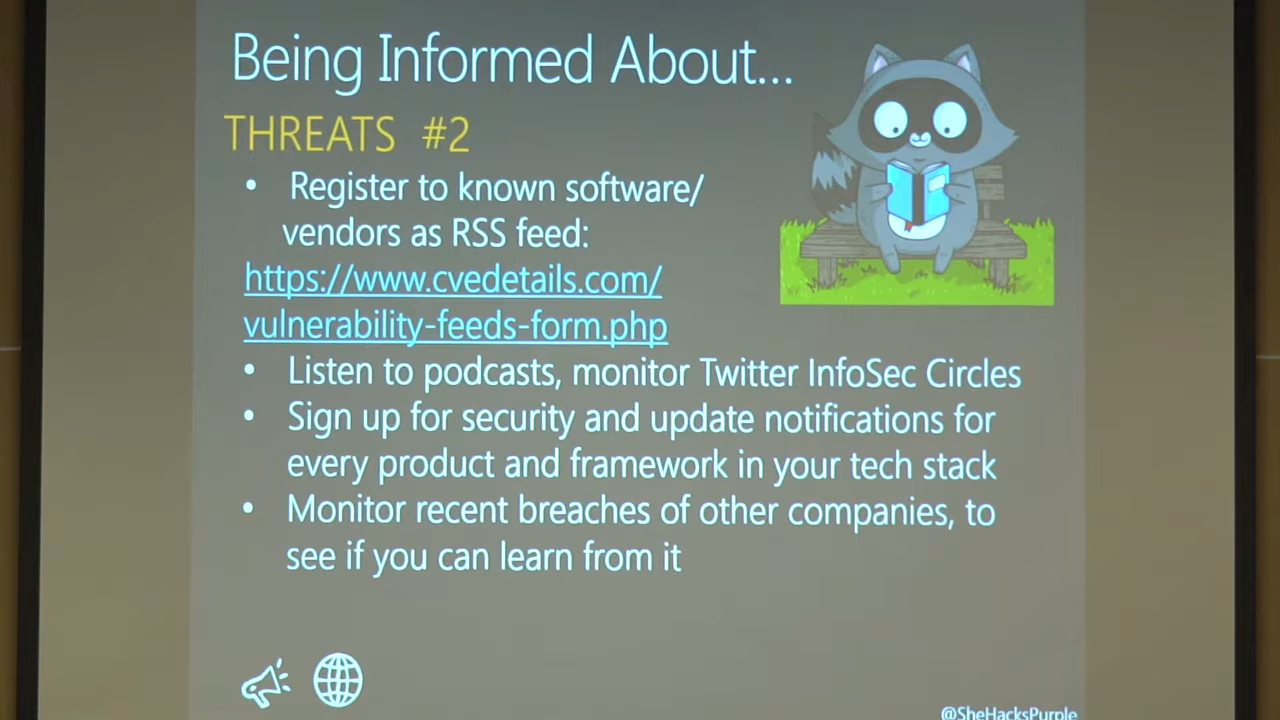 Being Informed About...
THREATS #2
• Register to known software/
vendors as RSS feed:
https://www.cvedetails.com/
vulnerability-feeds-form.php
• Listen to podcasts, monitor Twitter InfoSec Circles
• Sign up for security and update notifications for
every product and framework in your tech stack
• Monitor recent breaches of other companies, to
see if you can learn from it
@SheHacksPurple